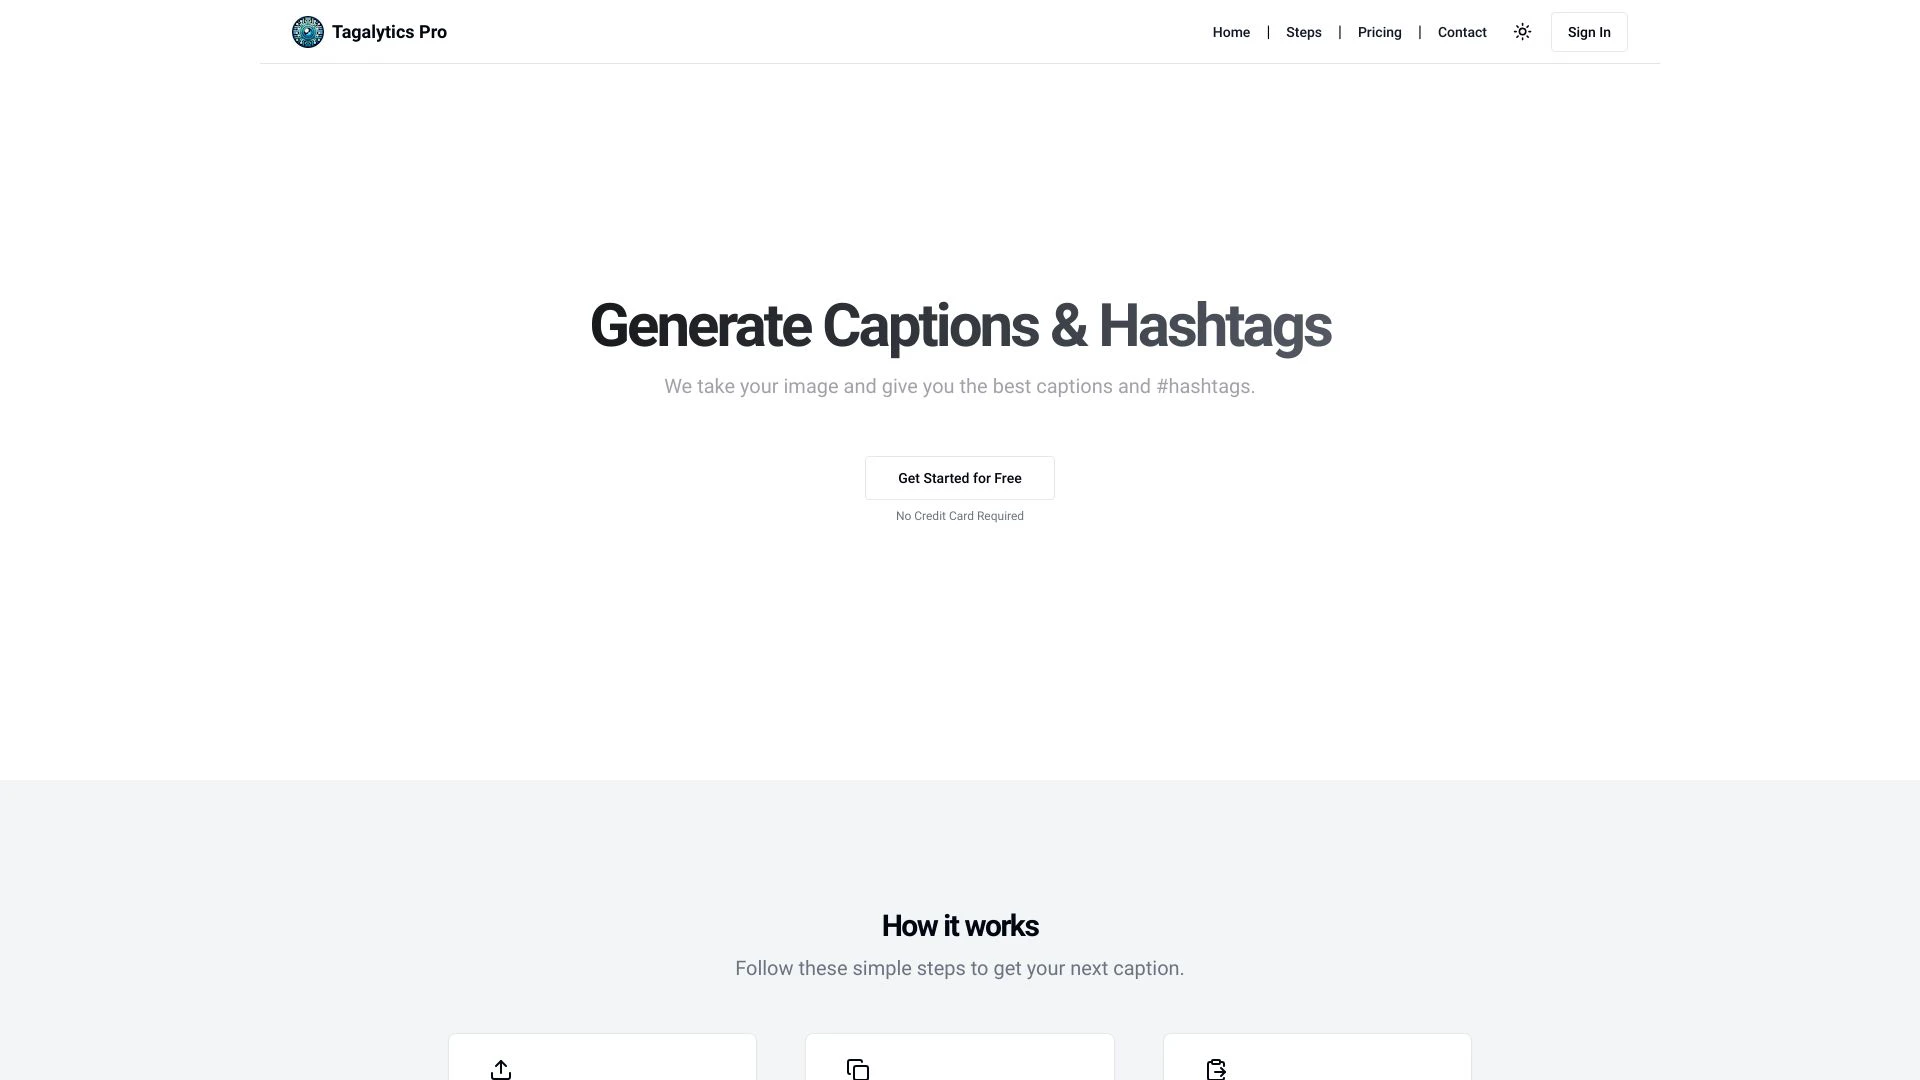 Tagalytics Pro
Home | Steps | Pricing | Contact
Sign In
Generate Captions & Hashtags
We take your image and give you the best captions and #hashtags.
Get Started for Free
No Credit Card Required
How it works
Follow these simple steps to get your next caption.